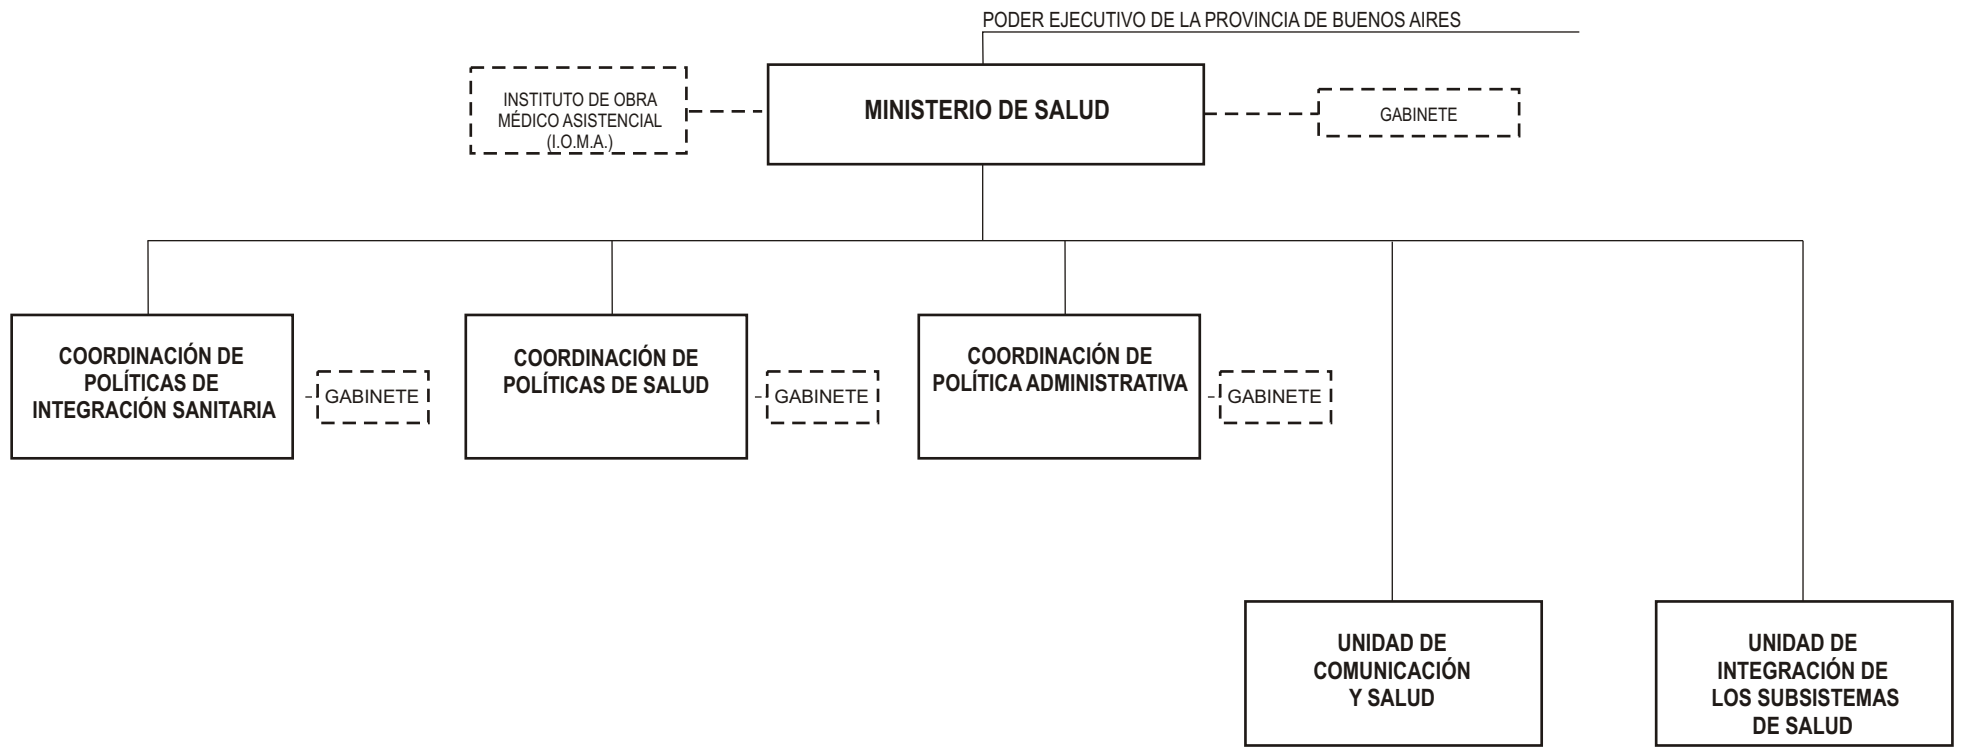 PODER EJECUTIVO DE LA PROVINCIA DE BUENOS AIRES
INSTITUTO DE OBRA
MÉDICO ASISTENCIAL
(I.O.M.A.)
MINISTERIO DE SALUD
GABINETE
COORDINACIÓN DE
POLÍTICAS DE
INTEGRACIÓN SANITARIA
GABINETE
COORDINACIÓN DE
POLÍTICAS DE SALUD
GABINETE
COORDINACIÓN DE
POLÍTICA ADMINISTRATIVA
GABINETE
UNIDAD DE
COMUNICACIÓN
Y SALUD
UNIDAD DE
INTEGRACIÓN DE
LOS SUBSISTEMAS
DE SALUD